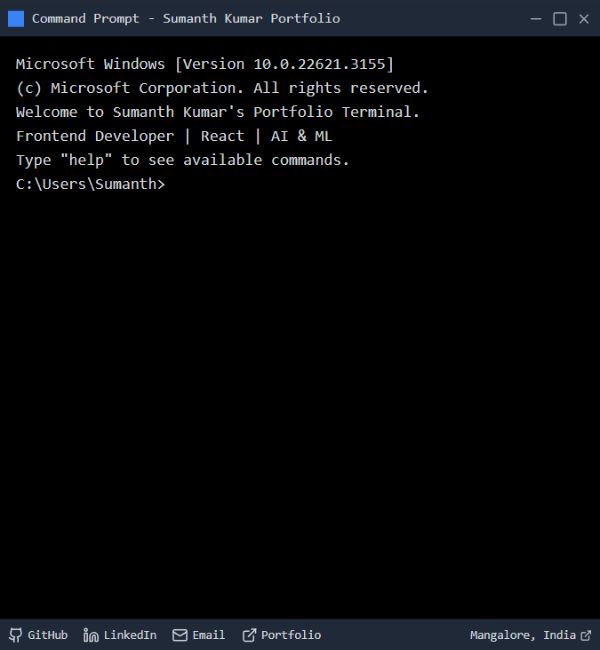 Command Prompt - Sumanth Kumar Portfolio
Microsoft Windows [Version 10.0.22621.3155]
(c) Microsoft Corporation. All rights reserved.
Welcome to Sumanth Kumar's Portfolio Terminal.
Frontend Developer | React | AI & ML
Type "help" to see available commands.
C:\Users\Sumanth>
GitHub LinkedIn Email Portfolio Mangalore, India